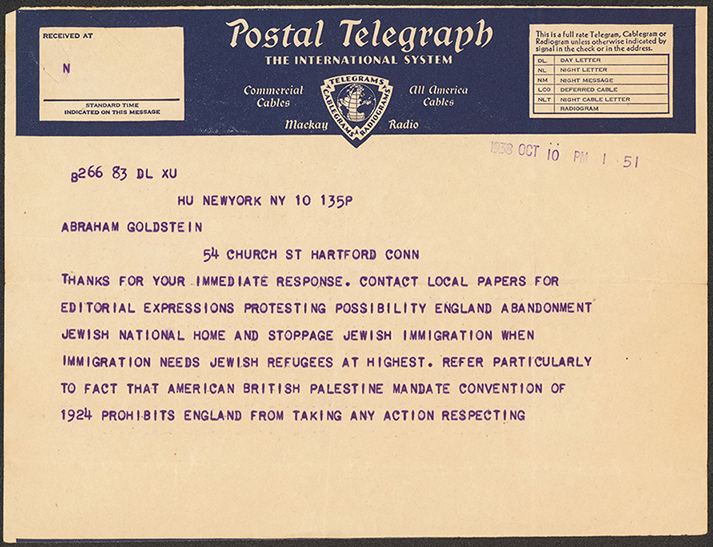 RECEIVED AT
N
STANDARD TIME
INDICATED ON THIS MESSAGE
Postal Telegraph
THE INTERNATIONAL SYSTEM
Commercial
Cables
All America
Cables
Mackay
Radio
TELEGRAMS
CABLEGRAMS
RADIOGRAMS
This is a full rate Telegram, Cablegram or
Radiogram unless otherwise indicated by
signal in the check or in the address.
DL DAY LETTER
NL NIGHT LETTER
NM NIGHT MESSAGE
LCO DEFERRED CABLE
NLT NIGHT CABLE LETTER
RADIOGRAM
1938 OCT 10 PM 1 51
B266 83 DL XU
HU NEWYORK NY 10 135P
ABRAHAM GOLDSTEIN
54 CHURCH ST HARTFORD CONN
THANKS FOR YOUR IMMEDIATE RESPONSE. CONTACT LOCAL PAPERS FOR
EDITORIAL EXPRESSIONS PROTESTING POSSIBILITY ENGLAND ABANDONMENT
JEWISH NATIONAL HOME AND STOPPAGE JEWISH IMMIGRATION WHEN
IMMIGRATION NEEDS JEWISH REFUGEES AT HIGHEST. REFER PARTICULARLY
TO FACT THAT AMERICAN BRITISH PALESTINE MANDATE CONVENTION OF
1924 PROHIBITS ENGLAND FROM TAKING ANY ACTION RESPECTING